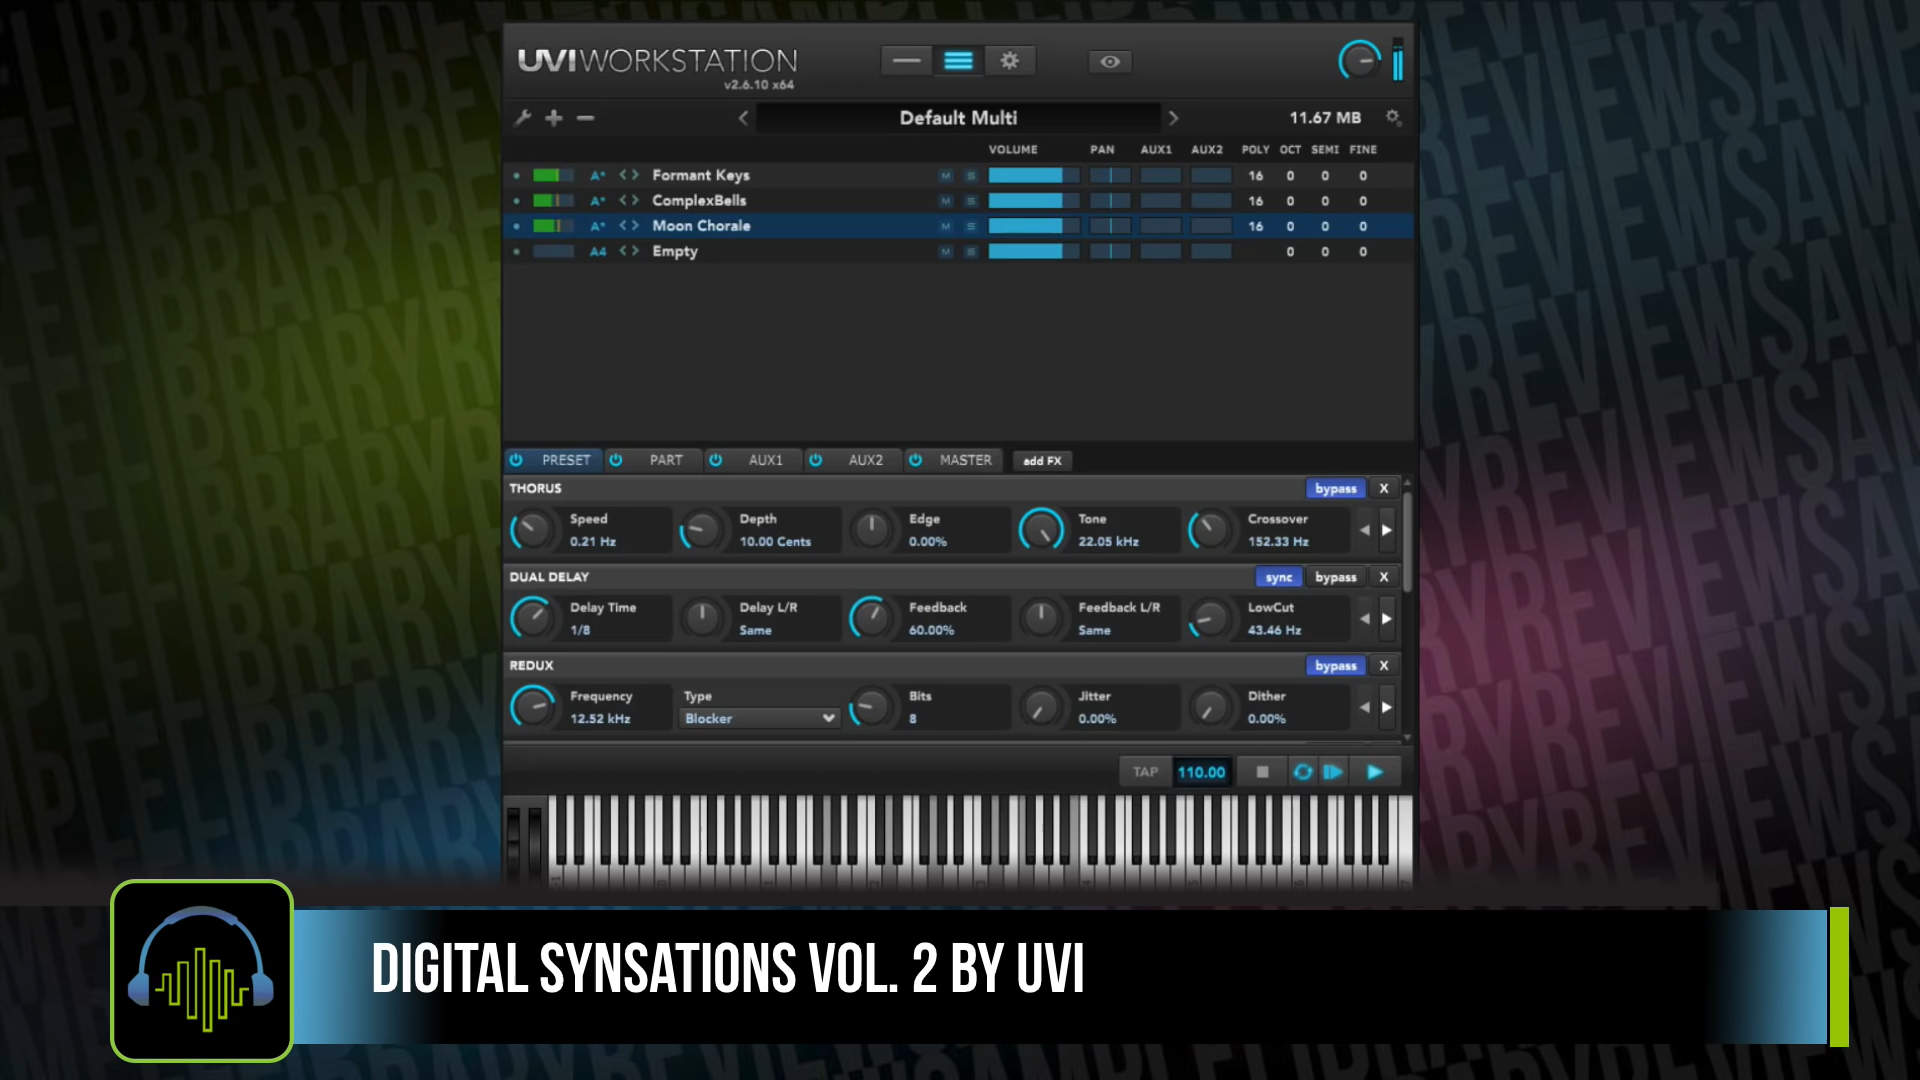 UVIWORKSTATION
v2.6.10 x64
Default Multi
11.67 MB
VOLUME PAN AUX1 AUX2 POLY OCT SEMI FINE
A* Formant Keys M S 16 0 0 0
A* ComplexBells M S 16 0 0 0
A* Moon Chorale M S 16 0 0 0
A4 Empty M S 0 0 0
PRESET PART AUX1 AUX2 MASTER add FX
THORUS bypass X
Speed Depth Edge Tone Crossover
0.21 Hz 10.00 Cents 0.00% 22.05 kHz 152.33 Hz
DUAL DELAY sync bypass X
Delay Time Delay L/R Feedback Feedback L/R LowCut
1/8 Same 60.00% Same 43.46 Hz
REDUX bypass X
Frequency Type Bits Jitter Dither
12.52 kHz Blocker 8 0.00% 0.00%
TAP 110.00
DIGITAL SYNSATIONS VOL. 2 BY UVI